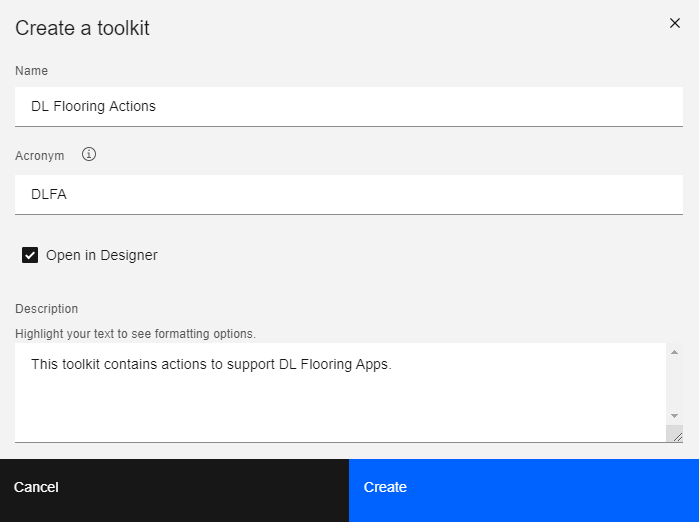 Create a toolkit
Name
DL Flooring Actions
Acronym
DLFA
Open in Designer
Description
Highlight your text to see formatting options.
This toolkit contains actions to support DL Flooring Apps.
Cancel
Create